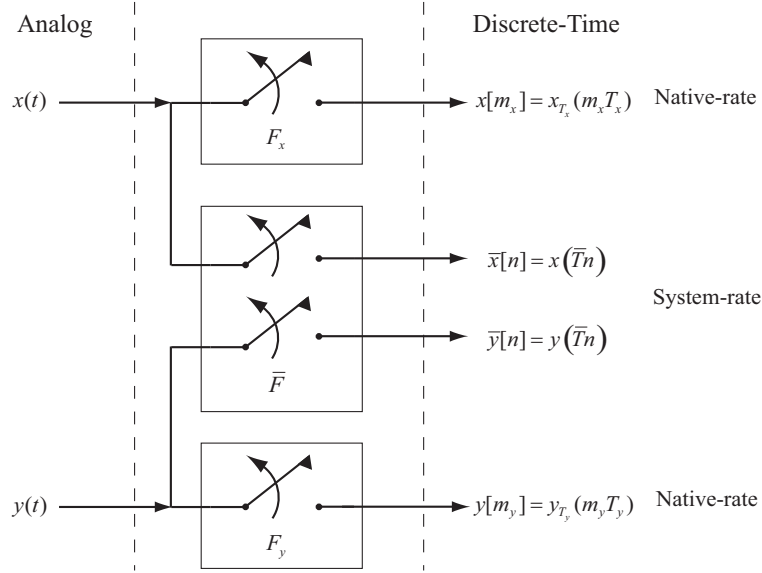 Analog
Discrete-Time
x(t)
F_x
x[m_x] = x_{T_x}(m_x T_x)
Native-rate
x̅[n] = x(T̅n)
System-rate
y̅[n] = y(T̅n)
F̅
y(t)
F_y
y[m_y] = y_{T_y}(m_y T_y)
Native-rate